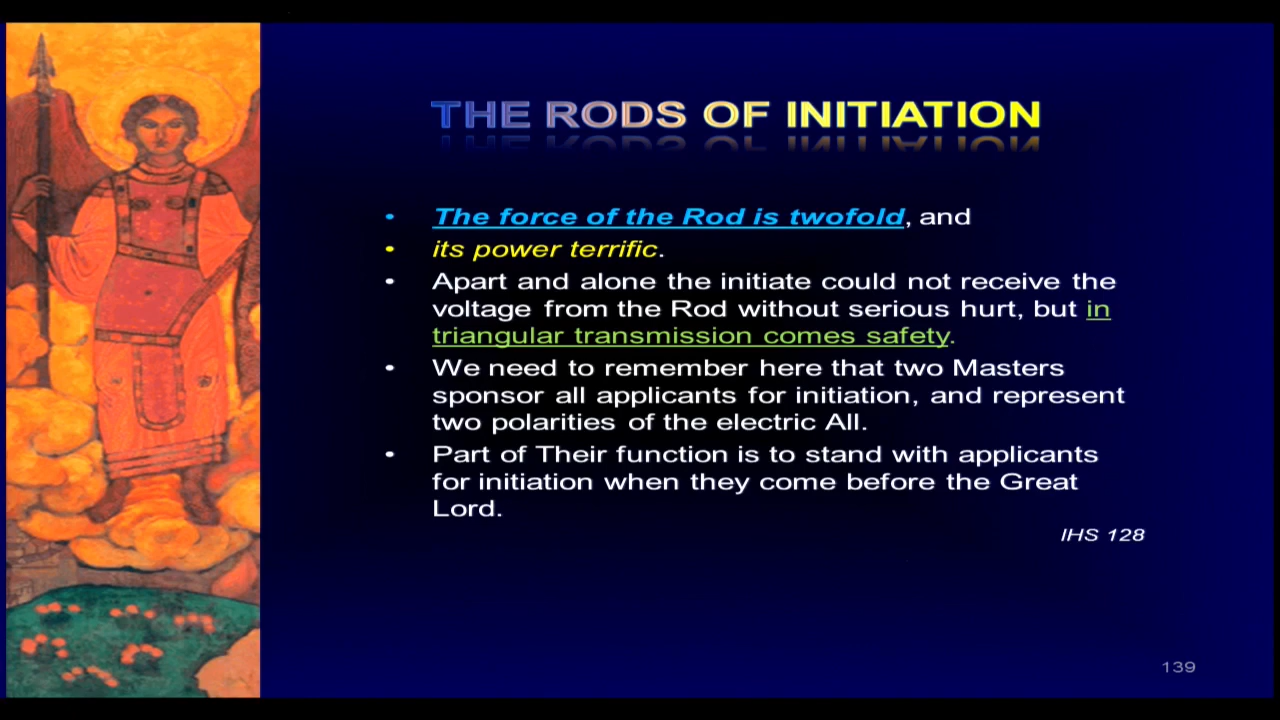 THE RODS OF INITIATION
• The force of the Rod is twofold, and
• its power terrific.
• Apart and alone the initiate could not receive the
voltage from the Rod without serious hurt, but in
triangular transmission comes safety.
• We need to remember here that two Masters
sponsor all applicants for initiation, and represent
two polarities of the electric All.
• Part of Their function is to stand with applicants
for initiation when they come before the Great
Lord.
IHS 128
139